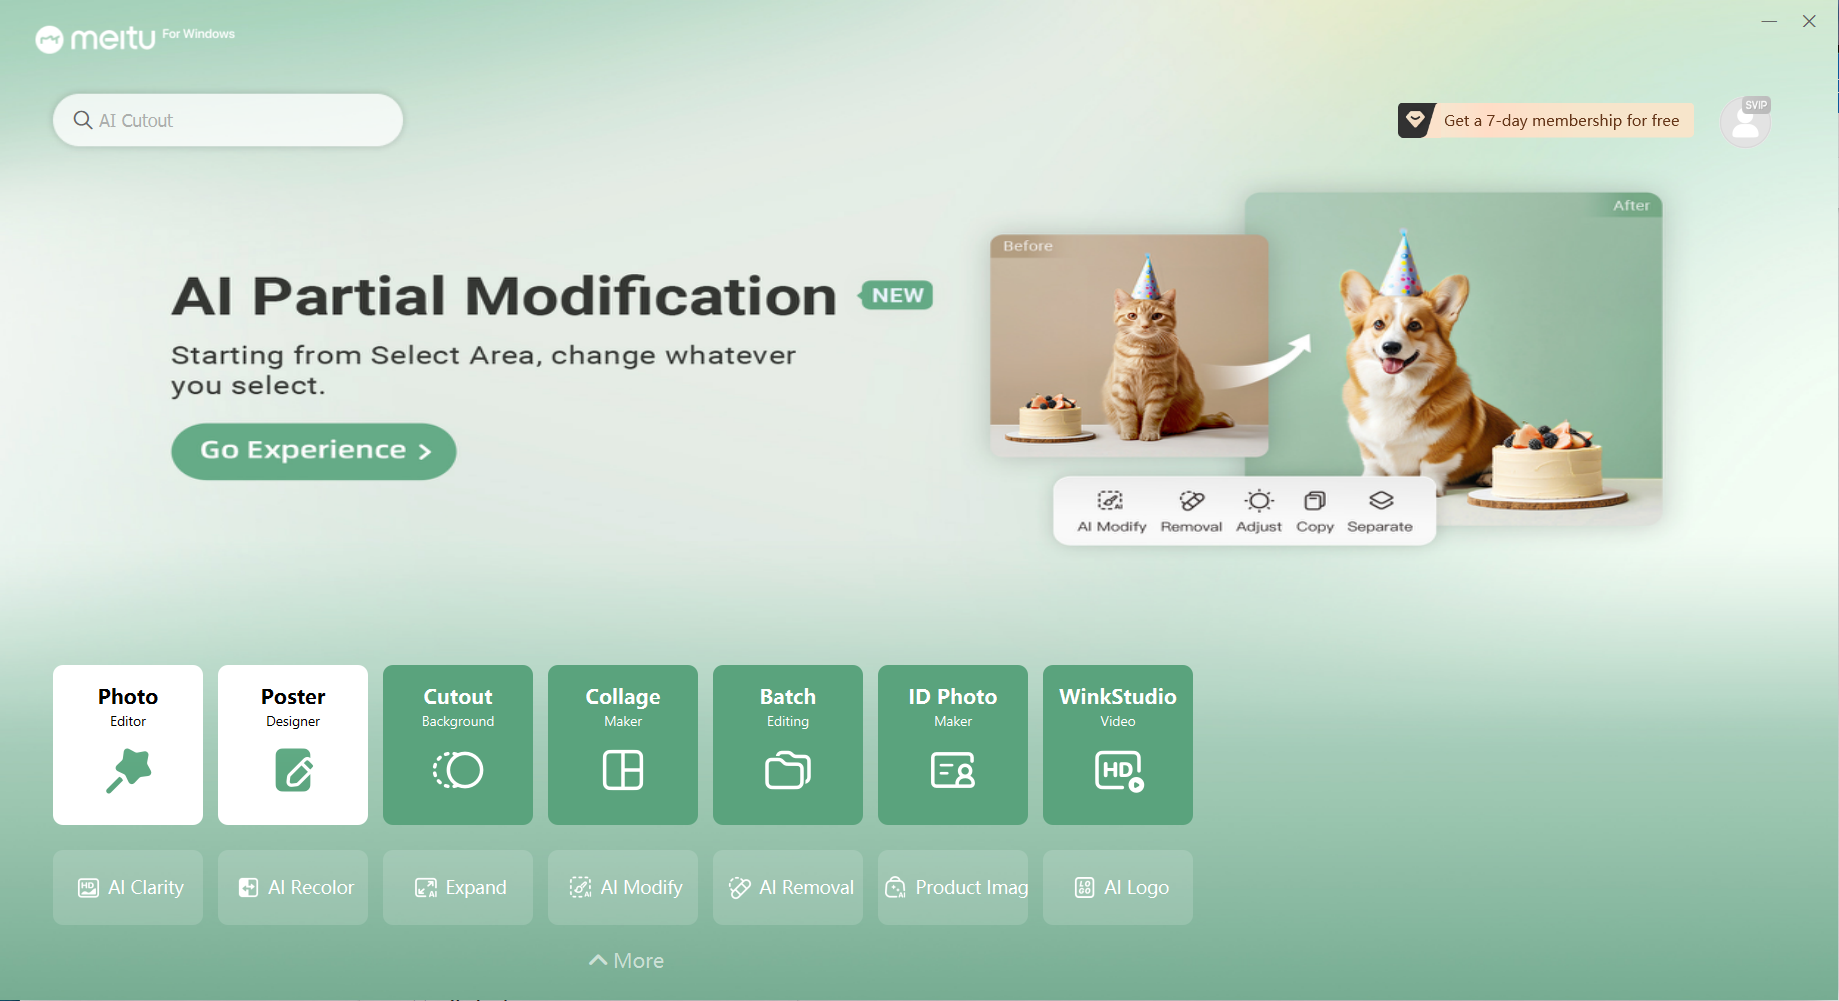 meitu For Windows
AI Cutout
Get a 7-day membership for free
SVIP
After
Before
AI Partial Modification NEW
Starting from Select Area, change whatever
you select.
Go Experience >
AI Modify Removal Adjust Copy Separate
Photo
Editor
Poster
Designer
Cutout
Background
Collage
Maker
Batch
Editing
ID Photo
Maker
WinkStudio
Video
HD
AI Clarity
AI Recolor
Expand
AI Modify
AI Removal
Product Imag
AI Logo
More